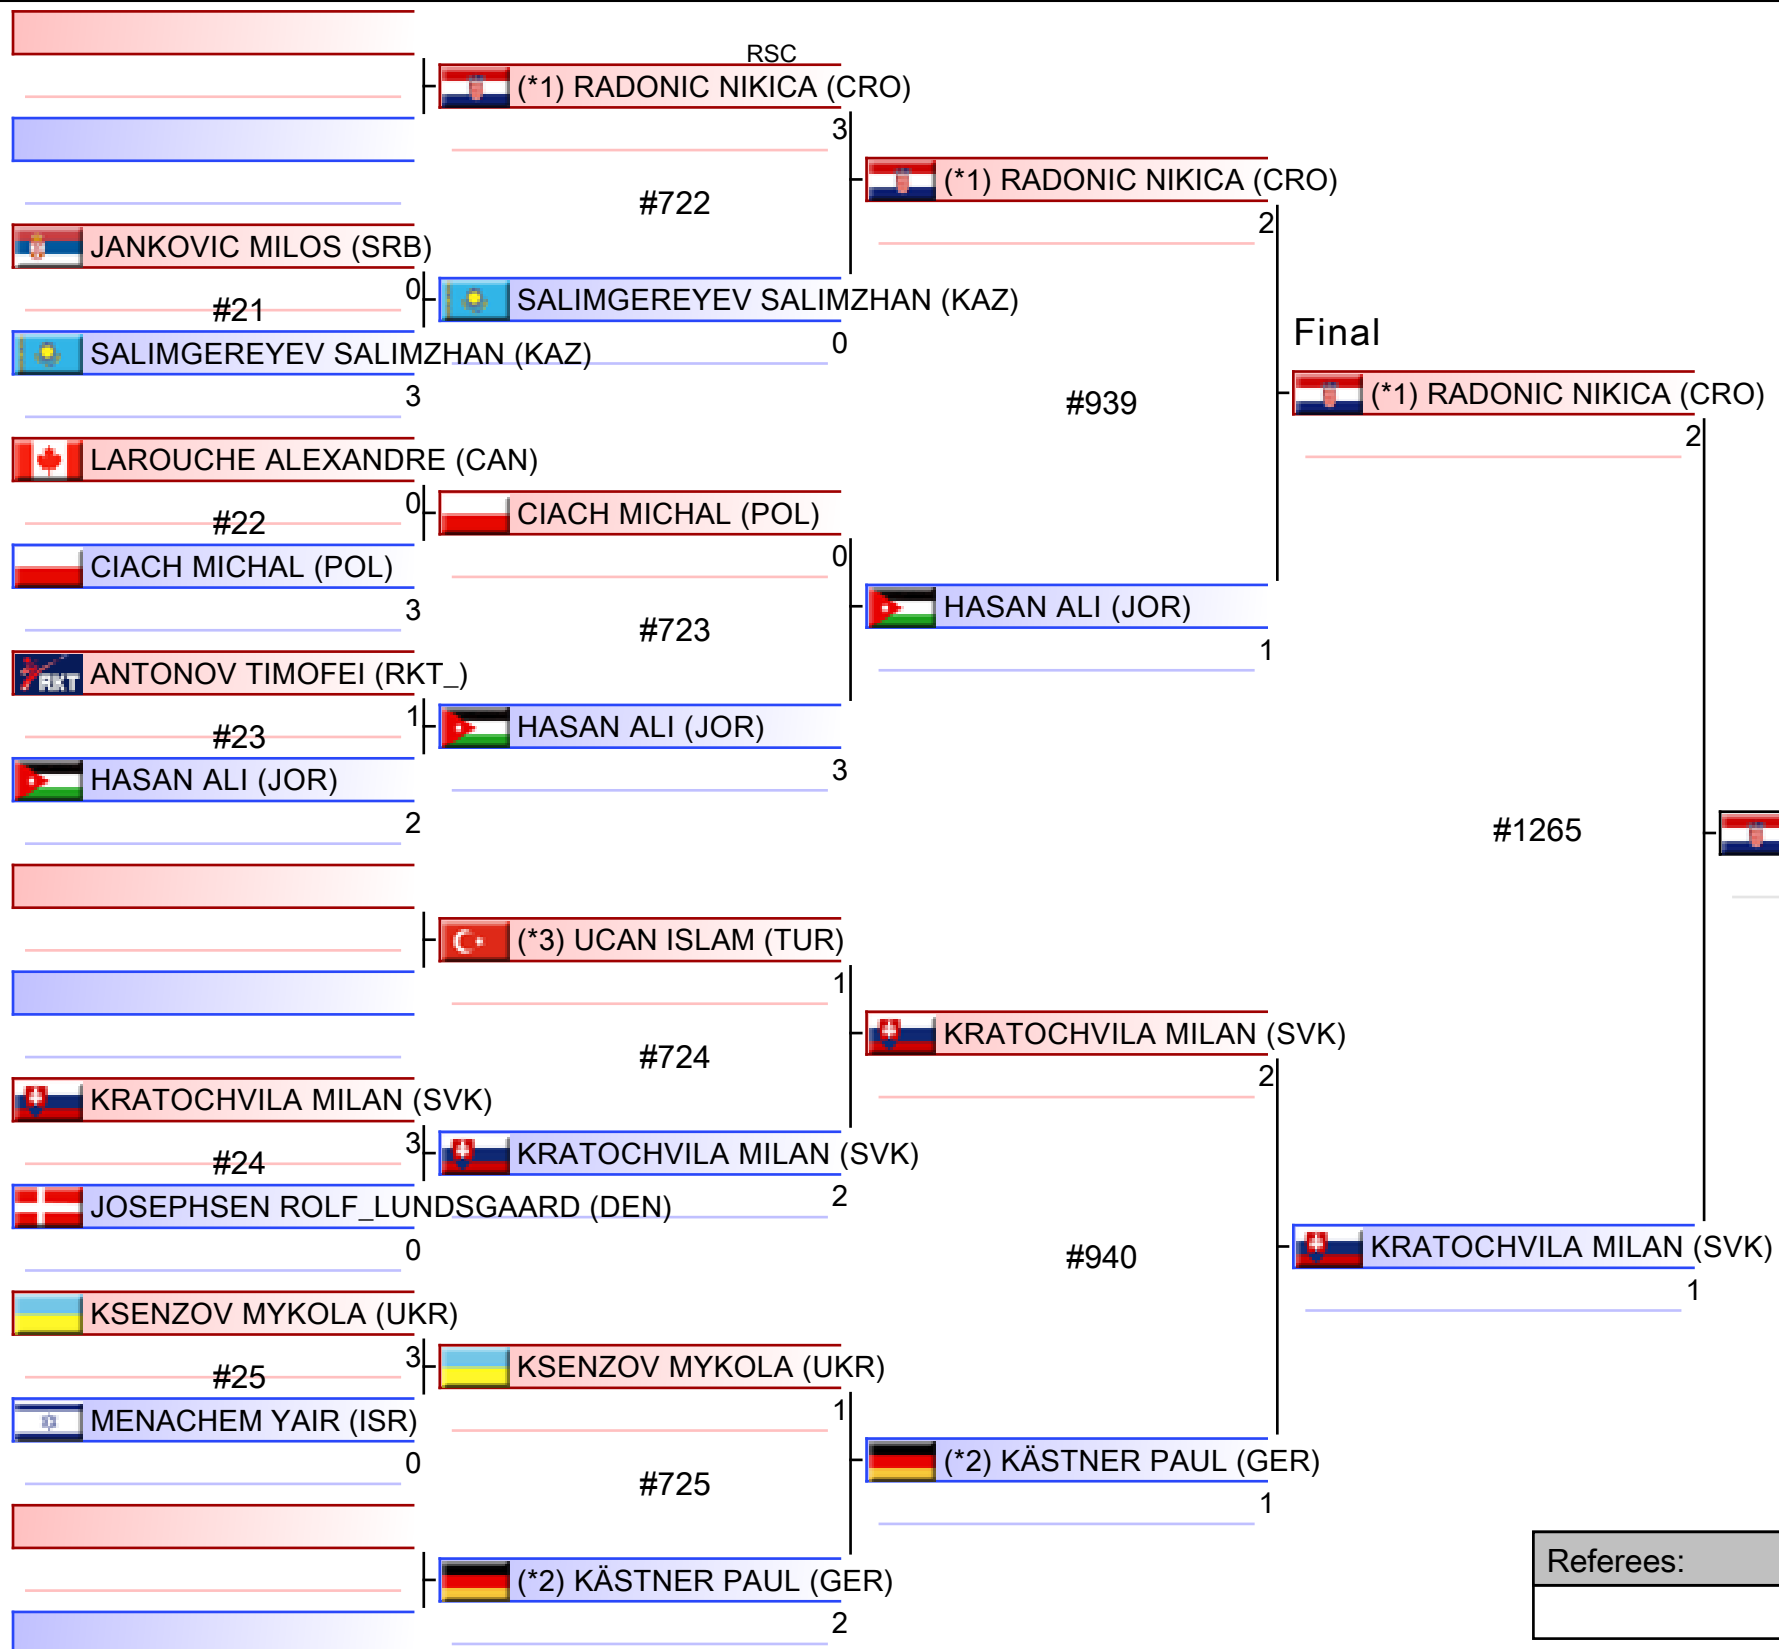 RSC
(*1) RADONIC NIKICA (CRO)
3
#722
JANKOVIC MILOS (SRB)
0
#21
SALIMGEREYEV SALIMZHAN (KAZ)
3
SALIMGEREYEV SALIMZHAN (KAZ)
0
(*1) RADONIC NIKICA (CRO)
2
#939
LAROUCHE ALEXANDRE (CAN)
0
#22
CIACH MICHAL (POL)
3
CIACH MICHAL (POL)
0
#723
ANTONOV TIMOFEI (RKT_)
1
#23
HASAN ALI (JOR)
2
HASAN ALI (JOR)
3
HASAN ALI (JOR)
1
Final
(*1) RADONIC NIKICA (CRO)
2
#1265
(*3) UCAN ISLAM (TUR)
1
#724
KRATOCHVILA MILAN (SVK)
3
#24
JOSEPHSEN ROLF_LUNDSGAARD (DEN)
0
KRATOCHVILA MILAN (SVK)
2
KRATOCHVILA MILAN (SVK)
2
#940
KSENZOV MYKOLA (UKR)
3
#25
MENACHEM YAIR (ISR)
0
KSENZOV MYKOLA (UKR)
1
#725
(*2) KÄSTNER PAUL (GER)
2
(*2) KÄSTNER PAUL (GER)
1
KRATOCHVILA MILAN (SVK)
1
Referees:
RKT